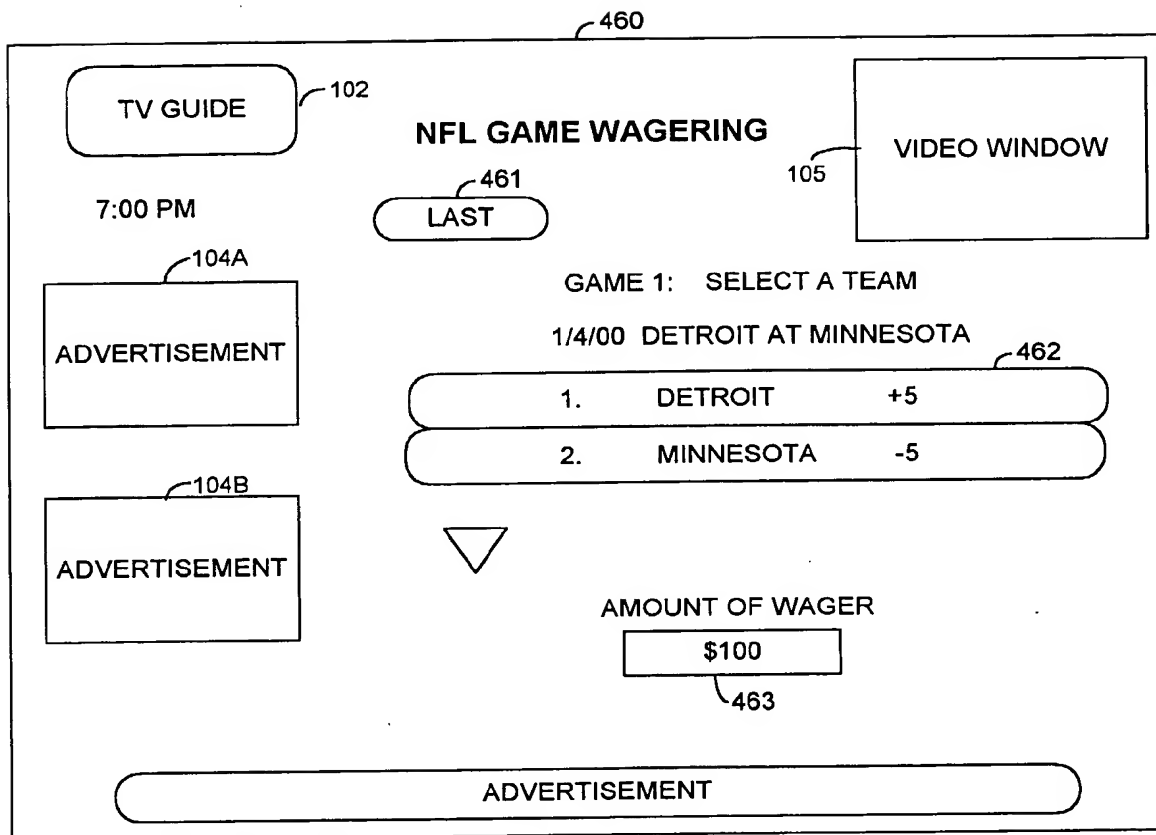 460
TV GUIDE
102
NFL GAME WAGERING
105
VIDEO WINDOW
7:00 PM
461
LAST
104A
ADVERTISEMENT
GAME 1: SELECT A TEAM
1/4/00 DETROIT AT MINNESOTA
462
1. DETROIT +5
2. MINNESOTA -5
104B
ADVERTISEMENT
AMOUNT OF WAGER
$100
463
ADVERTISEMENT